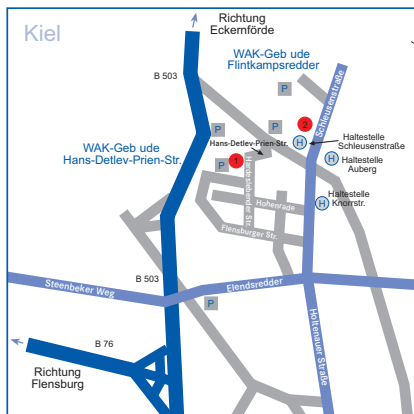 Kiel
Richtung
Eckernförde
WAK-Geb ude
Flintkampsredder
B 503
P
Schleusenstraße
P
P
2
WAK-Geb ude
Hans-Detlev-Prien-Str.
Hans-Detlev-Prien-Str.
H
Haltestelle
Schleusenstraße
P
1
H
Haltestelle
Auberg
Haderslebender Str.
Hohenrade
H
Haltestelle
Knorrstr.
Flensburger Str.
B 503
Steenbeker Weg
Elendsredder
P
Holtenauer Straße
B 76
Richtung
Flensburg